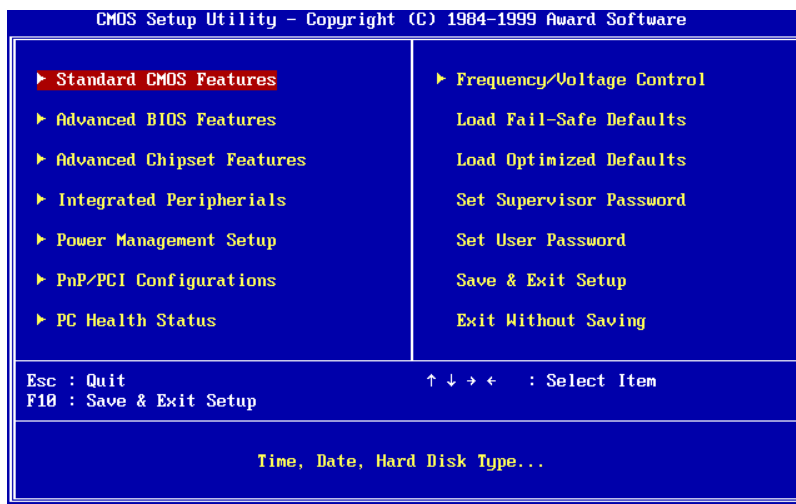 CMOS Setup Utility - Copyright (C) 1984-1999 Award Software
▶ Standard CMOS Features
▶ Advanced BIOS Features
▶ Advanced Chipset Features
▶ Integrated Peripherials
▶ Power Management Setup
▶ PnP/PCI Configurations
▶ PC Health Status
▶ Frequency/Voltage Control
Load Fail-Safe Defaults
Load Optimized Defaults
Set Supervisor Password
Set User Password
Save & Exit Setup
Exit Without Saving
Esc : Quit
F10 : Save & Exit Setup
↑ ↓ → ← : Select Item
Time, Date, Hard Disk Type...